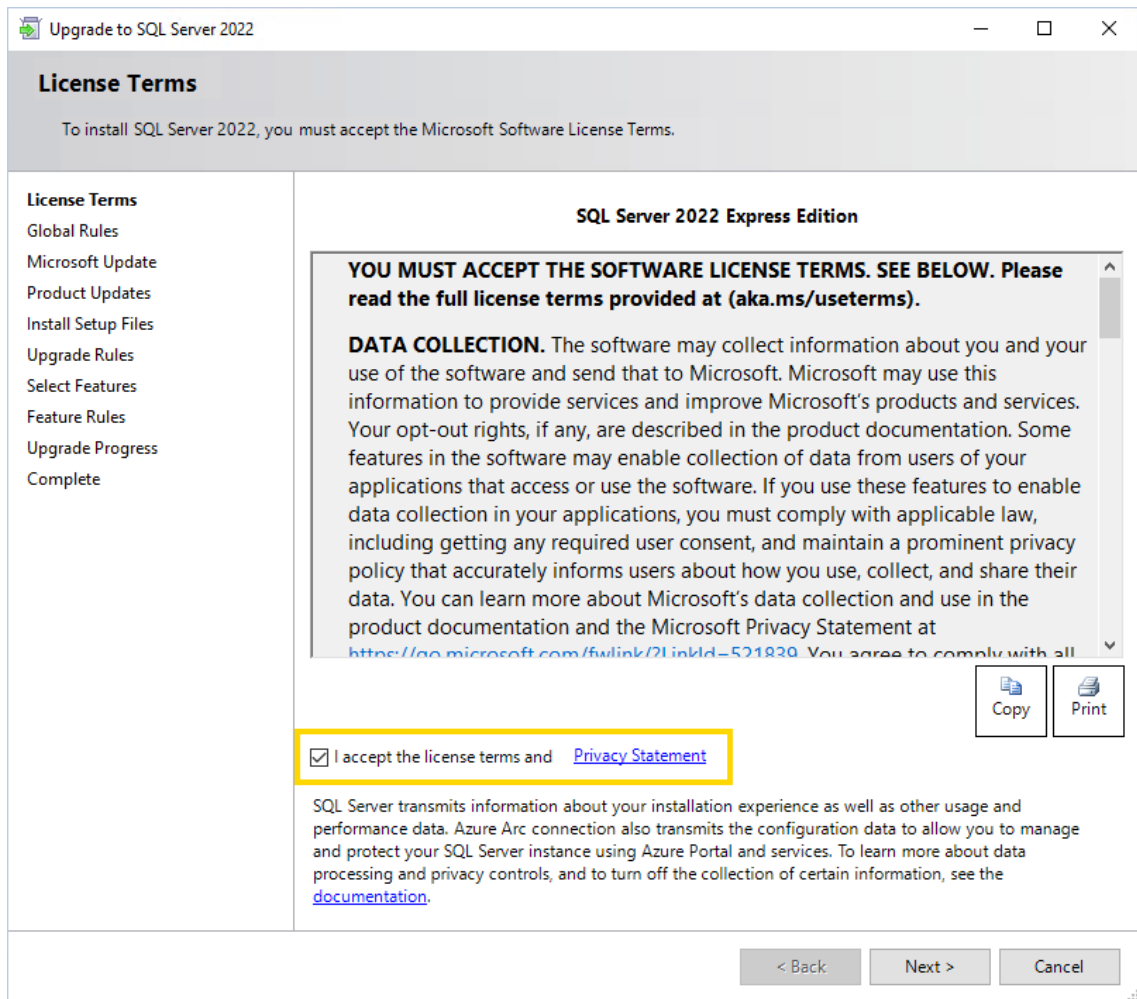 Upgrade to SQL Server 2022
License Terms
To install SQL Server 2022, you must accept the Microsoft Software License Terms.
License Terms
Global Rules
Microsoft Update
Product Updates
Install Setup Files
Upgrade Rules
Select Features
Feature Rules
Upgrade Progress
Complete
SQL Server 2022 Express Edition
YOU MUST ACCEPT THE SOFTWARE LICENSE TERMS. SEE BELOW. Please
read the full license terms provided at (aka.ms/useterms).
DATA COLLECTION. The software may collect information about you and your
use of the software and send that to Microsoft. Microsoft may use this
information to provide services and improve Microsoft’s products and services.
Your opt-out rights, if any, are described in the product documentation. Some
features in the software may enable collection of data from users of your
applications that access or use the software. If you use these features to enable
data collection in your applications, you must comply with applicable law,
including getting any required user consent, and maintain a prominent privacy
policy that accurately informs users about how you use, collect, and share their
data. You can learn more about Microsoft’s data collection and use in the
product documentation and the Microsoft Privacy Statement at
https://go.microsoft.com/fwlink/?LinkId=521839. You agree to comply with all
Copy
Print
I accept the license terms and Privacy Statement
SQL Server transmits information about your installation experience as well as other usage and
performance data. Azure Arc connection also transmits the configuration data to allow you to manage
and protect your SQL Server instance using Azure Portal and services. To learn more about data
processing and privacy controls, and to turn off the collection of certain information, see the
documentation.
< Back
Next >
Cancel